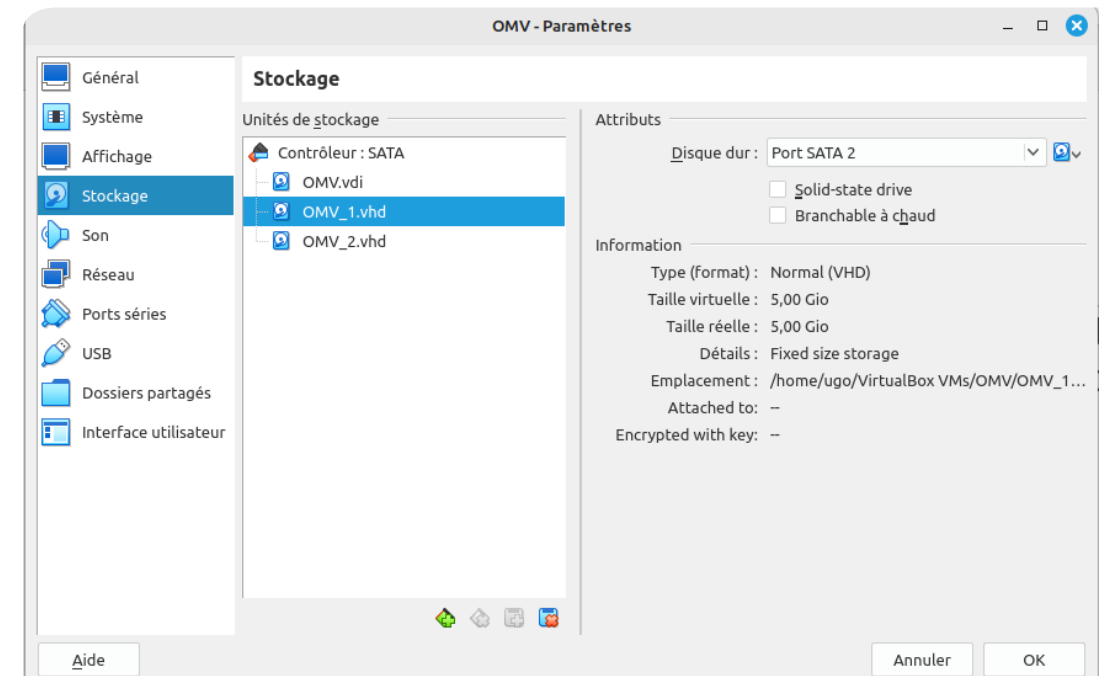 OMV - Paramètres
Général
Système
Affichage
Stockage
Son
Réseau
Ports séries
USB
Dossiers partagés
Interface utilisateur
Stockage
Unités de stockage
Contrôleur : SATA
OMV.vdi
OMV_1.vhd
OMV_2.vhd
Attributs
Disque dur : Port SATA 2
Solid-state drive
Branchable à chaud
Information
Type (format) : Normal (VHD)
Taille virtuelle : 5,00 Gio
Taille réelle : 5,00 Gio
Détails : Fixed size storage
Emplacement : /home/ugo/VirtualBox VMs/OMV/OMV_1...
Attached to: --
Encrypted with key: --
Aide
Annuler
OK